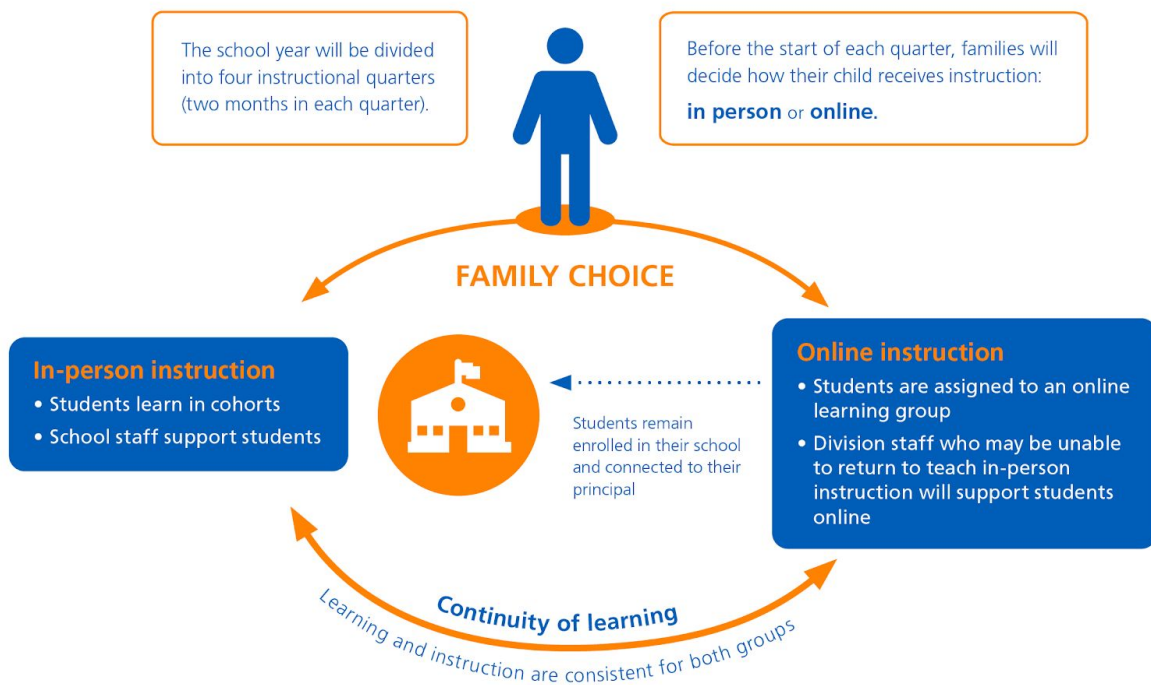 The school year will be divided
into four instructional quarters
(two months in each quarter).
Before the start of each quarter, families will
decide how their child receives instruction:
in person or online.
FAMILY CHOICE
In-person instruction
• Students learn in cohorts
• School staff support students
Students remain
enrolled in their school
and connected to their
principal
Online instruction
• Students are assigned to an online
learning group
• Division staff who may be unable
to return to teach in-person
instruction will support students
online
Continuity of learning
Learning and instruction are consistent for both groups